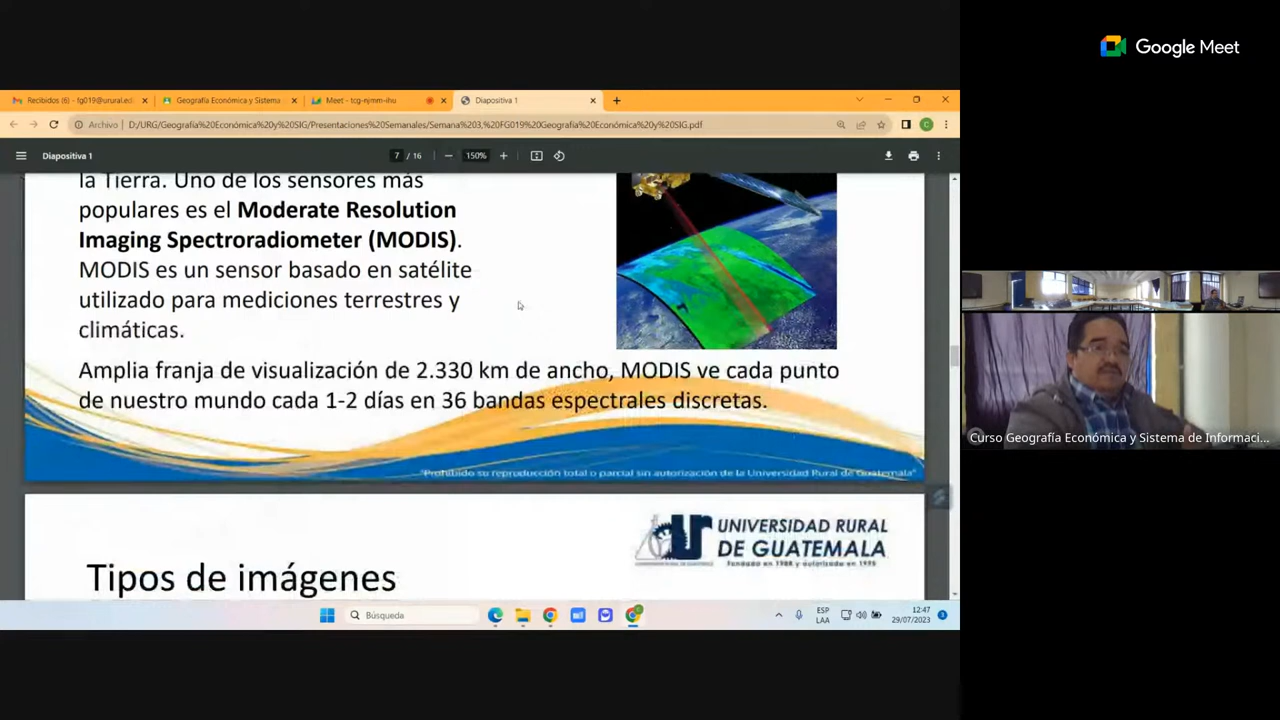 Google Meet
Recibidos (6) - fg019@urural.ed
Geografía Económica y Sistema
Meet - tcg-njmm-ihu
Diapositiva 1
Archivo
D:/URG/Geografía%20Económica%20y%20SIG/Presentaciones%20Semanales/Semana%203,%20FG019%20Geografía%20Económica%20y%20SIG.pdf
C
Diapositiva 1
7 / 16
150%
la Tierra. Uno de los sensores más
populares es el Moderate Resolution
Imaging Spectroradiometer (MODIS).
MODIS es un sensor basado en satélite
utilizado para mediciones terrestres y
climáticas.
Amplia franja de visualización de 2.330 km de ancho, MODIS ve cada punto
de nuestro mundo cada 1-2 días en 36 bandas espectrales discretas.
"Prohibido su reproducción total o parcial sin autorización de la Universidad Rural de Guatemala"
Curso Geografía Económica y Sistema de Informaci...
UNIVERSIDAD RURAL
DE GUATEMALA
Fundado en 1988 y autorizado en 1995
Tipos de imágenes
Búsqueda
ESP
LAA
12:47
29/07/2023